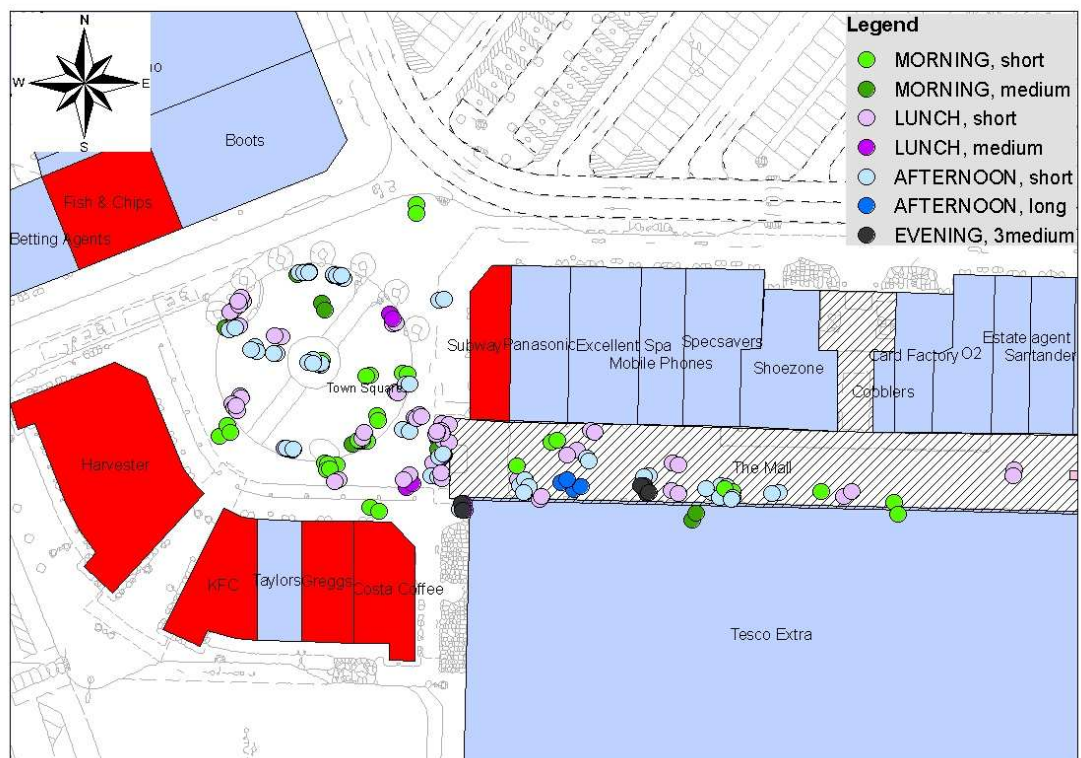 N
W
E
S
Legend
MORNING, short
MORNING, medium
LUNCH, short
LUNCH, medium
AFTERNOON, short
AFTERNOON, long
EVENING, 3medium
Boots
Fish & Chips
Betting Agents
Subway
Panasonic
Excellent Spa
Mobile Phones
Specsavers
Shoezone
Card Factory
Cobblers
O2
Estate agent
Santander
Town Square
Harvester
The Mall
KFC
Taylors
Greggs
Costa Coffee
Tesco Extra